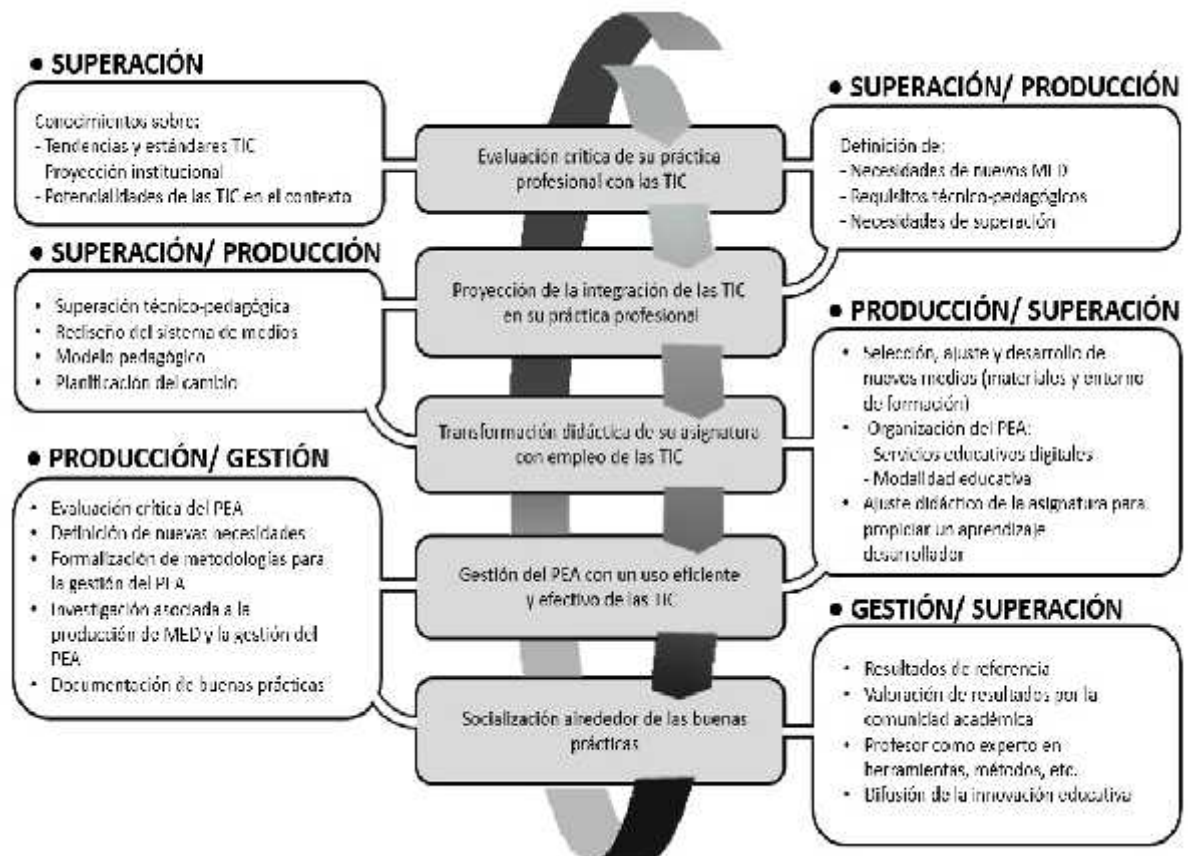 • SUPERACIÓN
Conocimientos sobre:
- Tendencias y estándares TIC
Proyección institucional
- Potencialidades de las TIC en el contexto
• SUPERACIÓN/ PRODUCCIÓN
• Superación técnico-pedagógica
• Rediseño del sistema de medios
• Modelo pedagógico
• Planificación del cambio
• PRODUCCIÓN/ GESTIÓN
• Evaluación crítica del PEA
• Definición de nuevas necesidades
• Formalización de metodologías para
la gestión del PEA
• Investigación asociada a la
producción de MED y la gestión del
PEA
• Documentación de buenas prácticas
Evaluación crítica de su práctica
profesional con las TIC
Proyección de la integración de las TIC
en su práctica profesional
Transformación didáctica de su asignatura
con empleo de las TIC
Gestión del PEA con un uso eficiente
y efectivo de las TIC
Socialización alrededor de las buenas
prácticas
• SUPERACIÓN/ PRODUCCIÓN
Definición de:
- Necesidades de nuevos MED
- Requisitos técnico-pedagógicos
- Necesidades de superación
• PRODUCCIÓN/ SUPERACIÓN
• Selección, ajuste y desarrollo de
nuevos medios (materiales y entorno
de formación)
• Organización del PEA:
Servicios educativos digitales
- Modalidad educativa
• Ajuste didáctico de la asignatura para
propiciar un aprendizaje
desarrollador
• GESTIÓN/ SUPERACIÓN
• Resultados de referencia
• Valoración de resultados por la
comunidad académica
• Profesor como experto en
herramientas, métodos, etc.
• Difusión de la innovación educativa